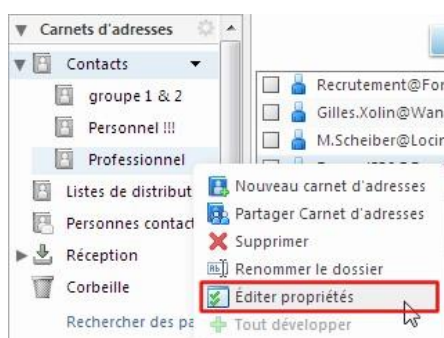 Carnets d'adresses
Contacts
groupe 1 & 2
Personnel !!!
Professionnel
Listes de distribut
Personnes contact
Réception
Corbeille
Rechercher des pa
Recrutement@For
Gilles.Xolin@Wan
M.Scheiber@Locir
Nouveau carnet d'adresses
Partager Carnet d'adresses
Supprimer
Renommer le dossier
Éditer propriétés
Tout développer